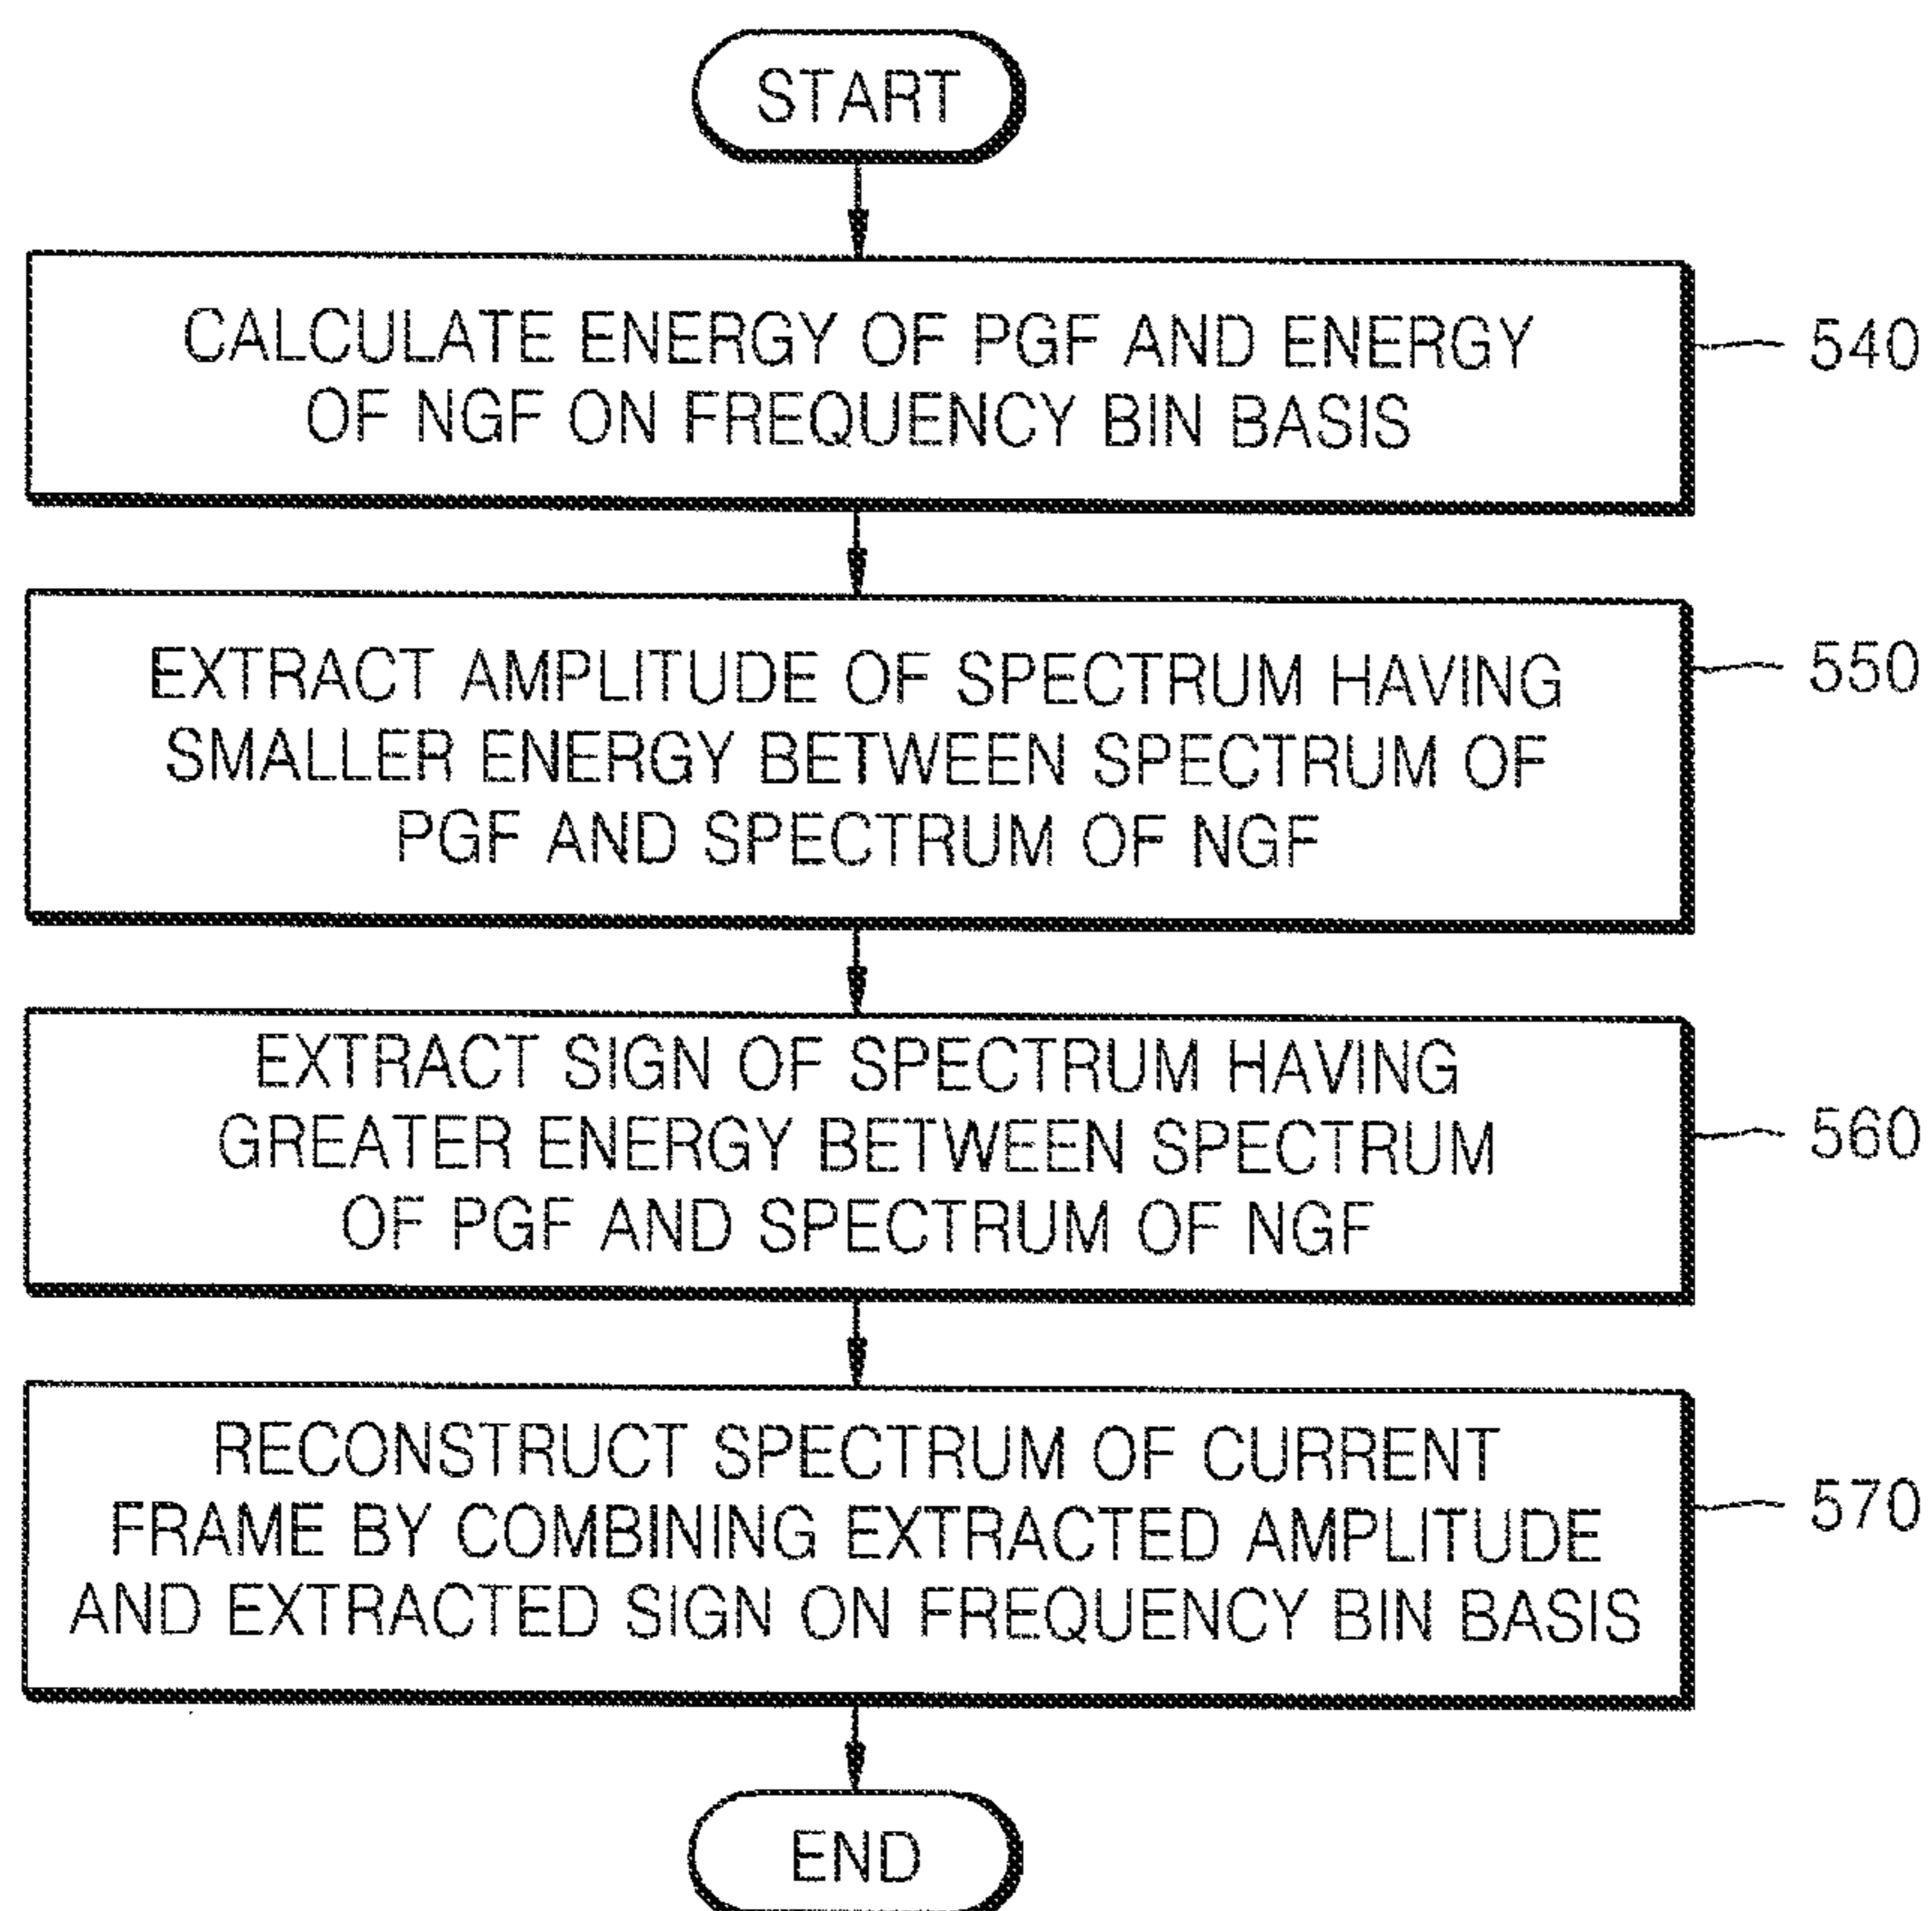 START
CALCULATE ENERGY OF PGF AND ENERGY
OF NGF ON FREQUENCY BIN BASIS
540
EXTRACT AMPLITUDE OF SPECTRUM HAVING
SMALLER ENERGY BETWEEN SPECTRUM OF
PGF AND SPECTRUM OF NGF
550
EXTRACT SIGN OF SPECTRUM HAVING
GREATER ENERGY BETWEEN SPECTRUM
OF PGF AND SPECTRUM OF NGF
560
RECONSTRUCT SPECTRUM OF CURRENT
FRAME BY COMBINING EXTRACTED AMPLITUDE
AND EXTRACTED SIGN ON FREQUENCY BIN BASIS
570
END